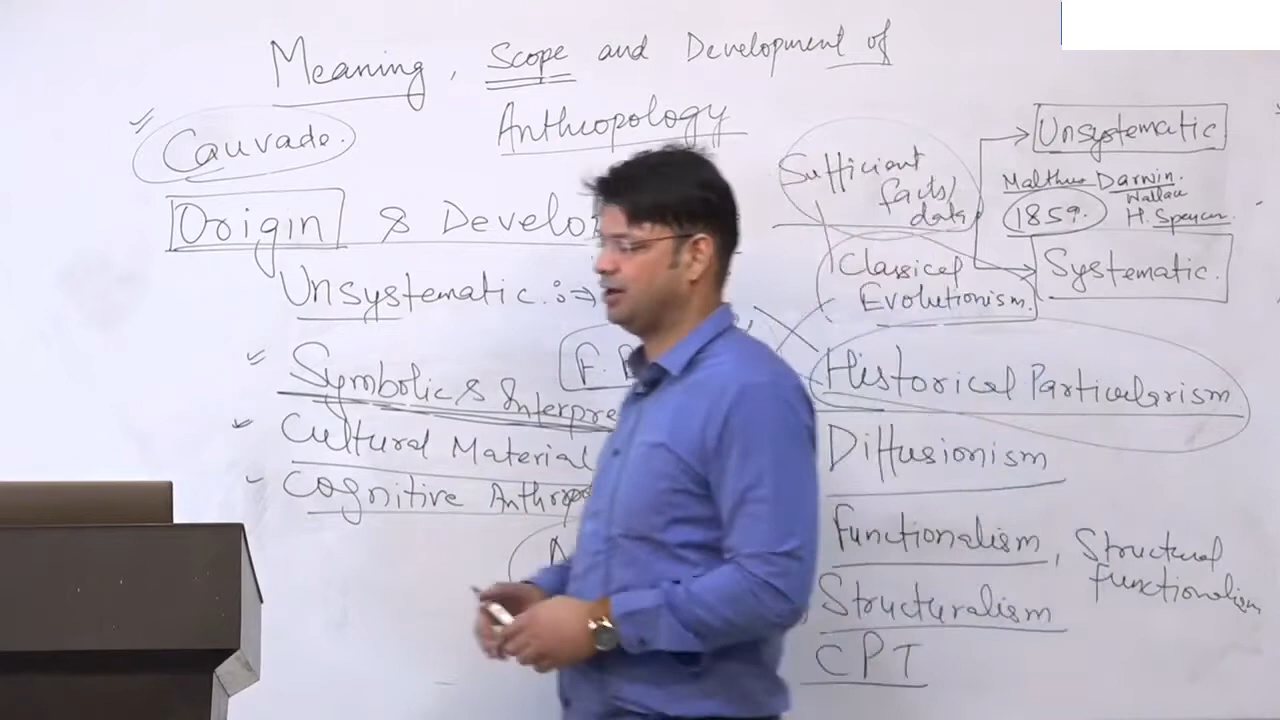 Meaning, Scope and Development of
Anthropology
Cauvade.
Origin & Develo
Unsystematic :⇒
Symbolic & Interpre
Cultural Material
Cognitive Anthropo
Sufficient
facts/
data
Classical
Evolutionism.
Unsystematic
Malthus Darwin.
Wallace
1859. H. Spencer.
Systematic.
Historical Particularism
Diffusionism
Functionalism, Structural
functionalism
Structuralism
CPT